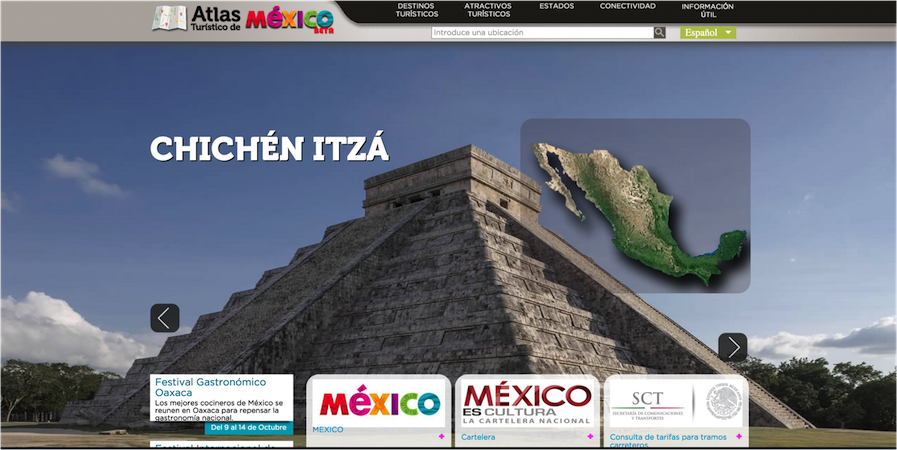 Atlas
Turístico de México
BETA
DESTINOS
TURÍSTICOS
ATRACTIVOS
TURÍSTICOS
ESTADOS
CONECTIVIDAD
INFORMACIÓN
ÚTIL
Introduce una ubicación
Español
CHICHÉN ITZÁ
Festival Gastronómico
Oaxaca
Los mejores cocineros de México se
reunen en Oaxaca para repensar la
gastronomía nacional.
Del 9 al 14 de Octubre
Festival Internacional de
méxico
MEXICO
+
MÉXICO
ES CULTURA
LA CARTELERA NACIONAL
Cartelera
+
SCT
SECRETARÍA DE COMUNICACIONES
Y TRANSPORTES
Consulta de tarifas para tramos
carreteros
+